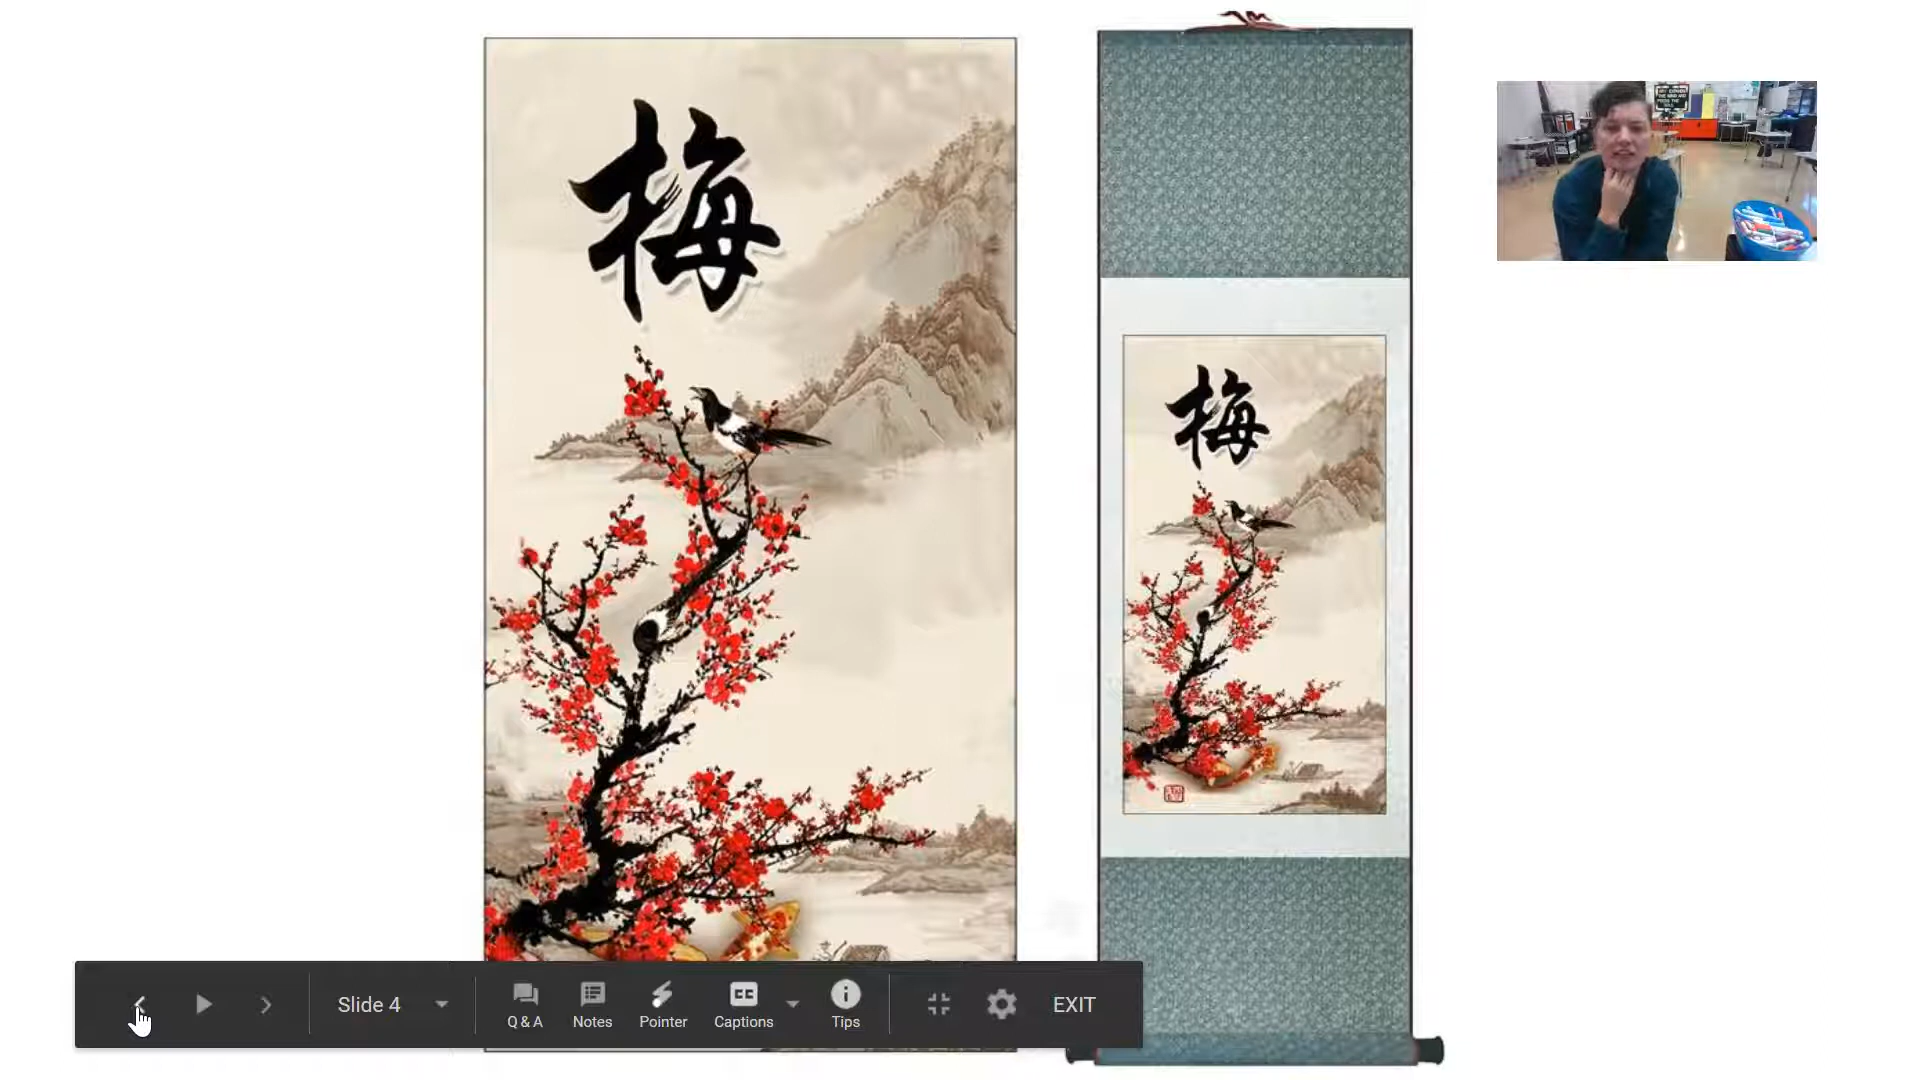 梅
梅
Slide 4
Q & A
Notes
Pointer
Captions
Tips
EXIT